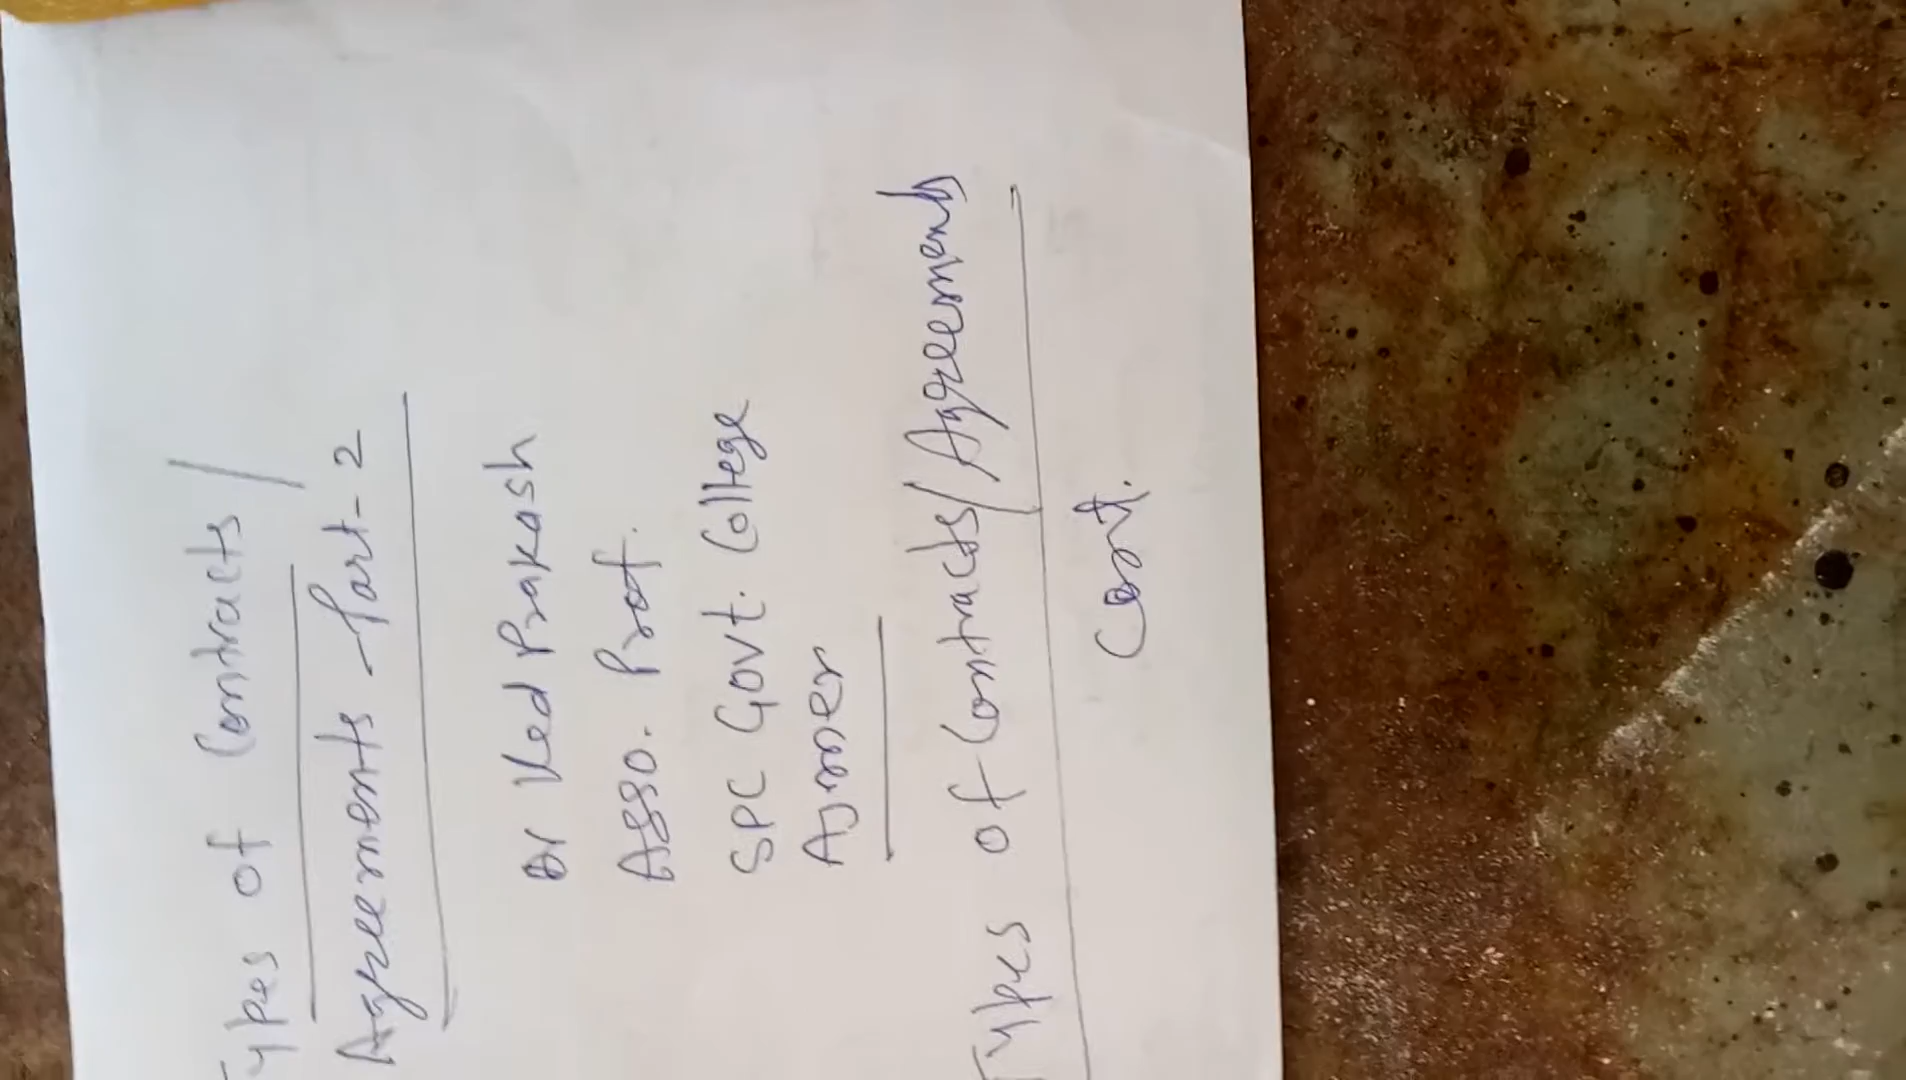 Types of Contracts/
Agreements - Part-2
Dr Ved Prakash
Asso. Prof.
SPC Govt. College
Ajmer
Types of Contracts/Agreements
Cont.